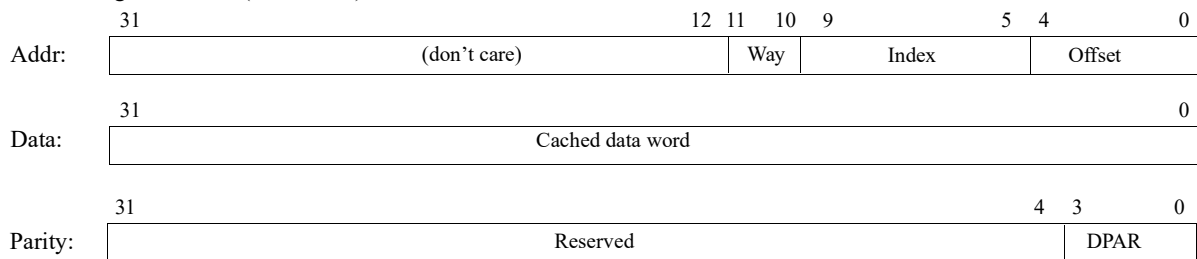 31 12 11 10 9 5 4 0
Addr: (don't care) Way Index Offset
31 0
Data: Cached data word
31 4 3 0
Parity: Reserved DPAR